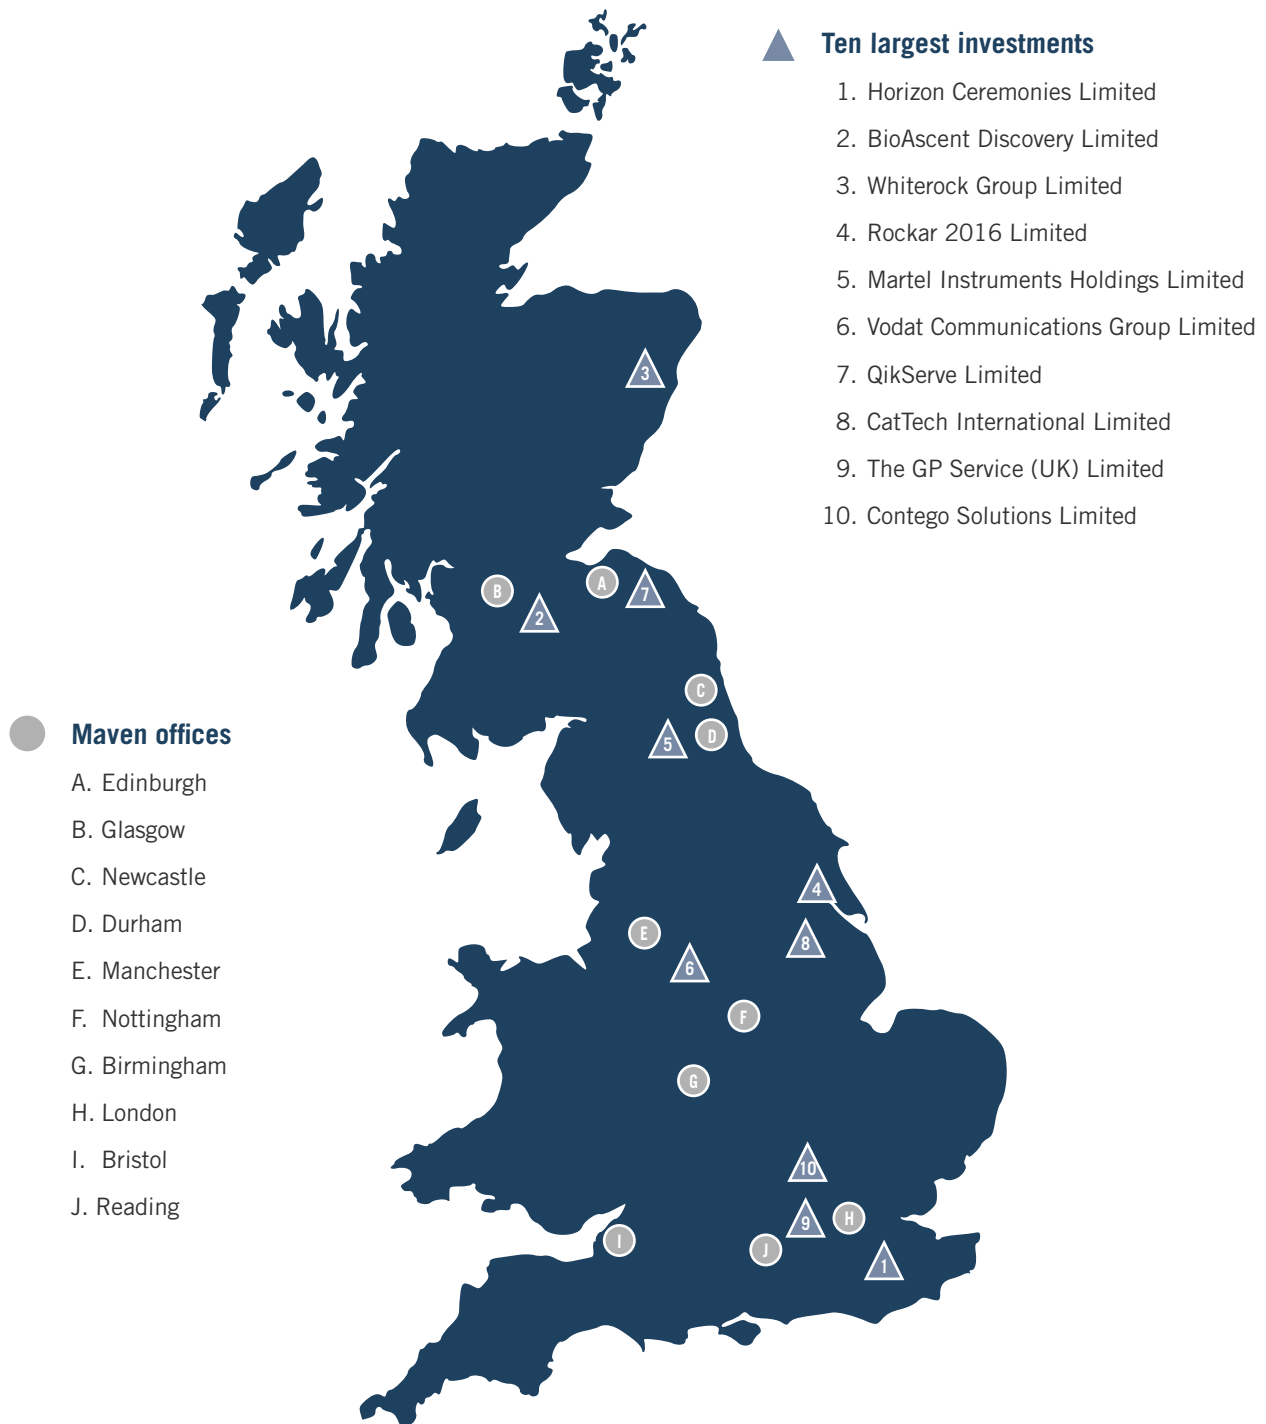 Ten largest investments
1. Horizon Ceremonies Limited
2. BioAscent Discovery Limited
3. Whiterock Group Limited
4. Rockar 2016 Limited
5. Martel Instruments Holdings Limited
6. Vodat Communications Group Limited
7. QikServe Limited
8. CatTech International Limited
9. The GP Service (UK) Limited
10. Contego Solutions Limited
3
A
B
7
2
C
D
5
4
E
8
6
F
G
10
9
H
I
J
1
Maven offices
A. Edinburgh
B. Glasgow
C. Newcastle
D. Durham
E. Manchester
F. Nottingham
G. Birmingham
H. London
I. Bristol
J. Reading